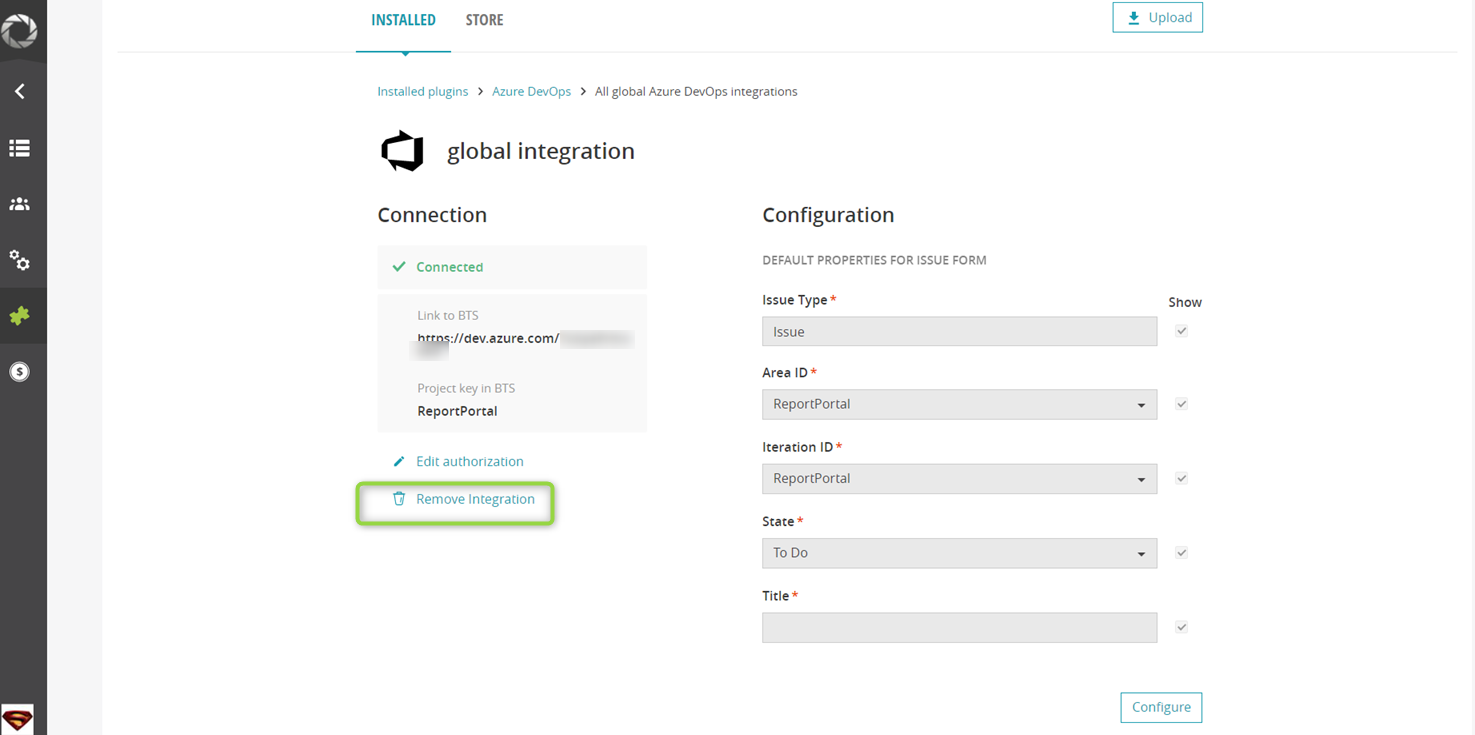 INSTALLED STORE
Upload
Installed plugins > Azure DevOps > All global Azure DevOps integrations
global integration
Connection
Connected
Link to BTS
https://dev.azure.com/
Project key in BTS
ReportPortal
Edit authorization
Remove Integration
Configuration
DEFAULT PROPERTIES FOR ISSUE FORM
Issue Type*
Show
Issue
Area ID*
ReportPortal
Iteration ID*
ReportPortal
State*
To Do
Title*
Configure